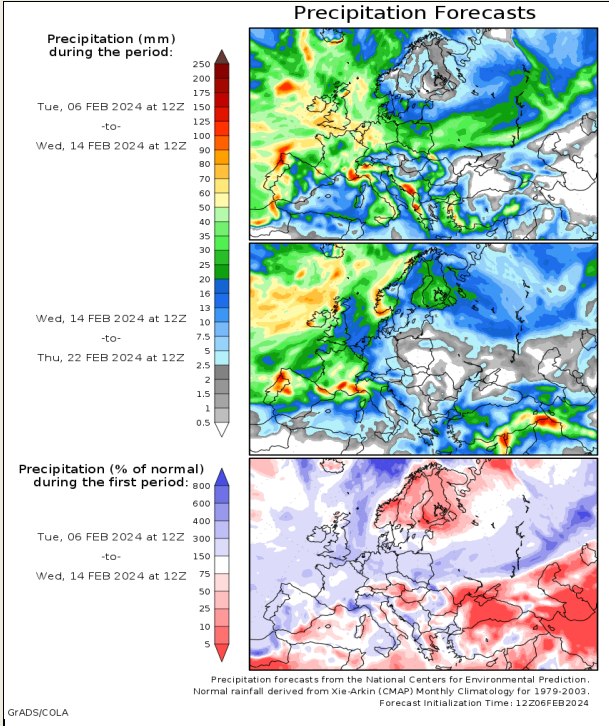 Precipitation Forecasts
Precipitation (mm)
during the period:
Tue, 06 FEB 2024 at 12Z
-to-
Wed, 14 FEB 2024 at 12Z
250
200
175
150
125
100
90
80
70
60
50
40
35
30
25
20
16
13
10
7.5
5
2.5
2
1.5
1
0.5
Wed, 14 FEB 2024 at 12Z
-to-
Thu, 22 FEB 2024 at 12Z
Precipitation (% of normal)
during the first period:
Tue, 06 FEB 2024 at 12Z
-to-
Wed, 14 FEB 2024 at 12Z
800
600
400
300
150
75
50
25
10
5
Precipitation forecasts from the National Centers for Environmental Prediction.
Normal rainfall derived from Xie-Arkin (CMAP) Monthly Climatology for 1979-2003.
Forecast Initialization Time: 12Z06FEB2024
GrADS/COLA